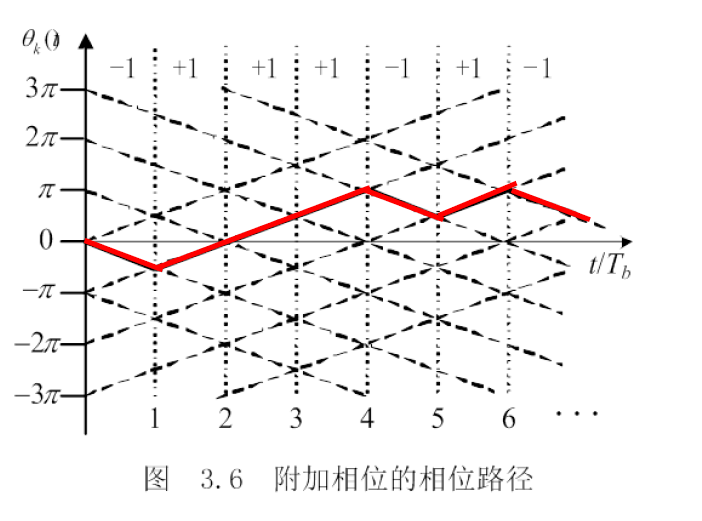 θk(t)
−1 +1 +1 +1 −1 +1 −1
3π
2π
π
0
t/Tb
−π
−2π
−3π
1 2 3 4 5 6 ···
图 3.6 附加相位的相位路径